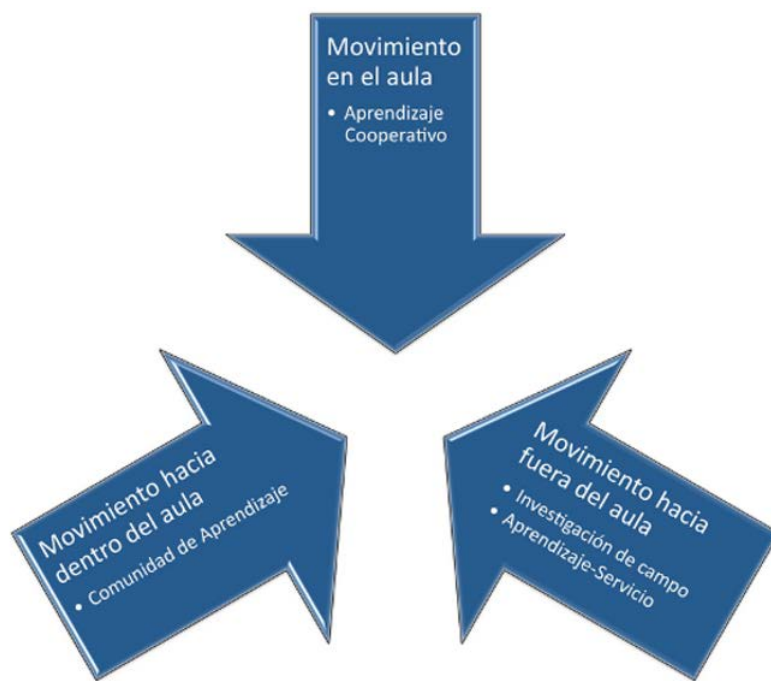 Movimiento
en el aula
• Aprendizaje
Cooperativo
Movimiento hacia
dentro del aula
• Comunidad de Aprendizaje
Movimiento hacia
fuera del aula
• Investigación de campo
• Aprendizaje-Servicio